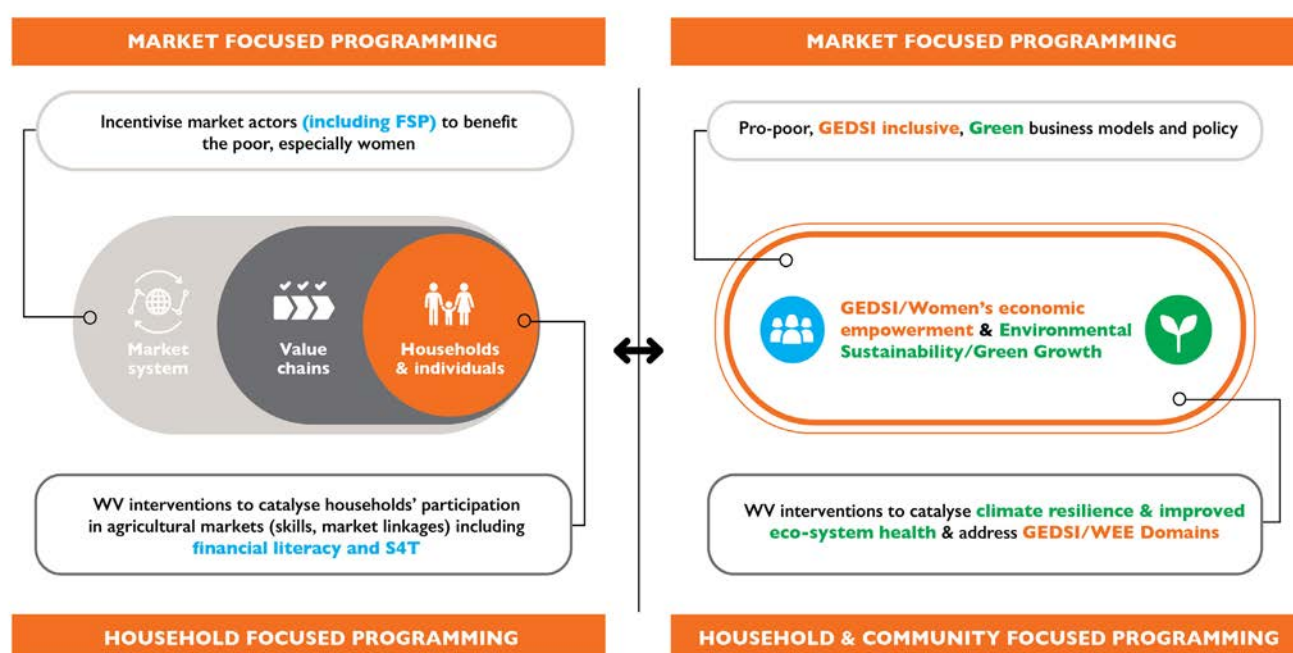 MARKET FOCUSED PROGRAMMING
Incentivise market actors (including FSP) to benefit
the poor, especially women
Market
system
Value
chains
Households
& individuals
WV interventions to catalyse households’ participation
in agricultural markets (skills, market linkages) including
financial literacy and S4T
HOUSEHOLD FOCUSED PROGRAMMING
MARKET FOCUSED PROGRAMMING
Pro-poor, GEDSI inclusive, Green business models and policy
GEDSI/Women’s economic
empowerment & Environmental
Sustainability/Green Growth
WV interventions to catalyse climate resilience & improved
eco-system health & address GEDSI/WEE Domains
HOUSEHOLD & COMMUNITY FOCUSED PROGRAMMING